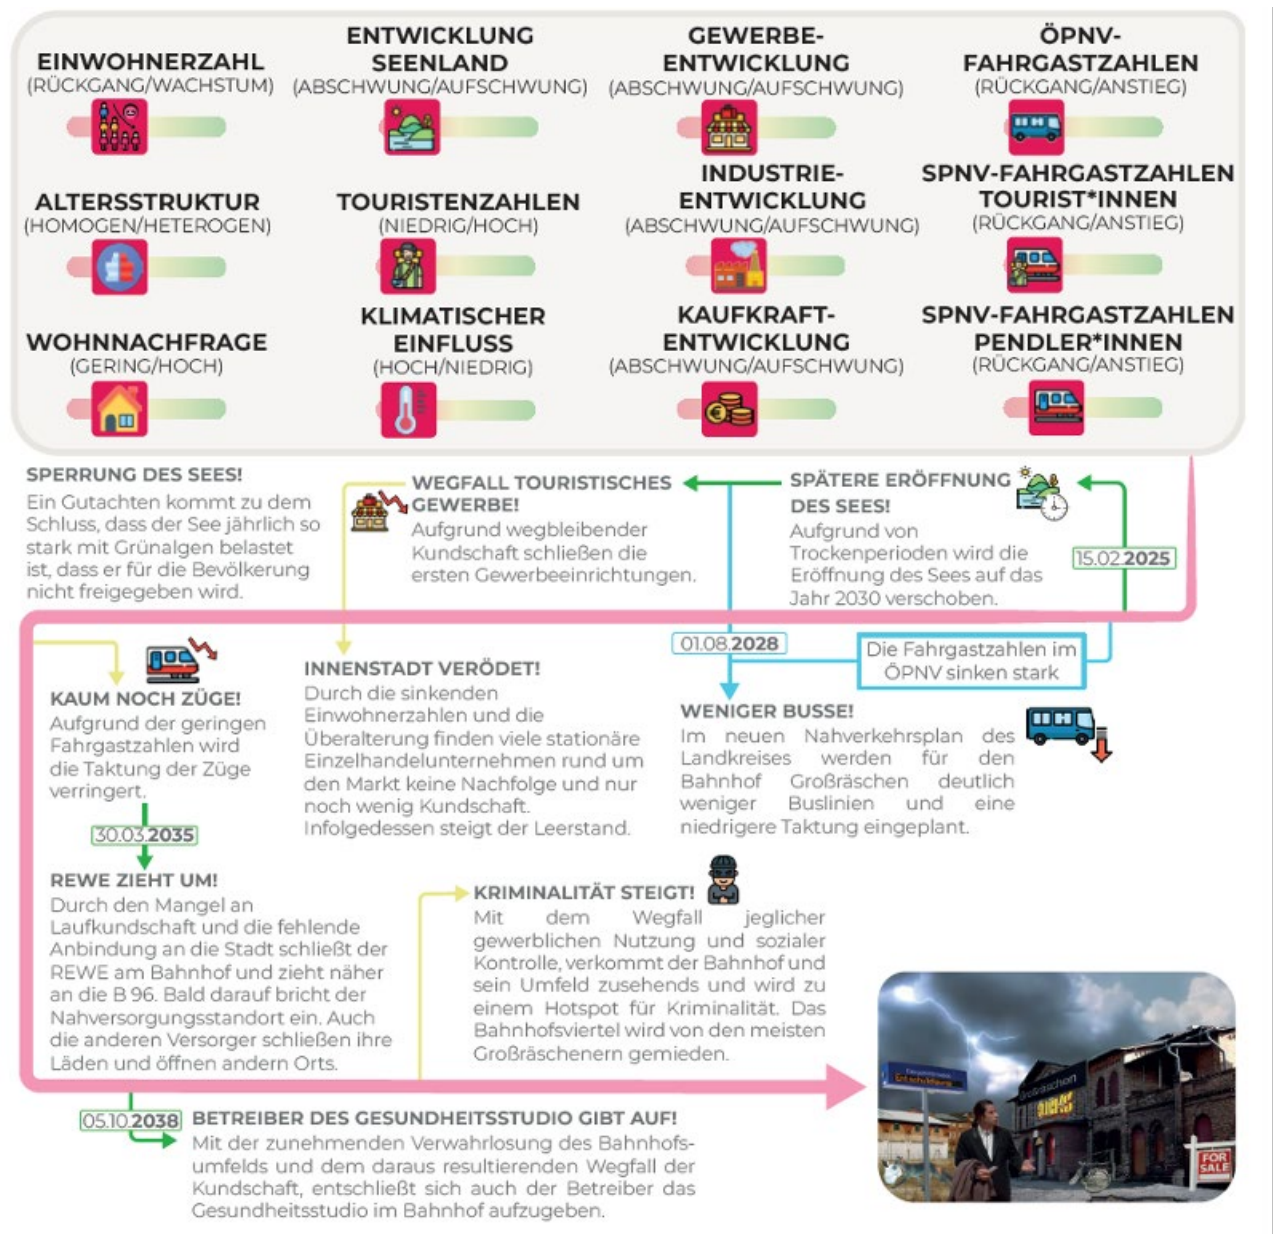 EINWOHNERZAHL
(RÜCKGANG/WACHSTUM)
ENTWICKLUNG
SEENLAND
(ABSCHWUNG/AUFSCHWUNG)
GEWERBE-
ENTWICKLUNG
(ABSCHWUNG/AUFSCHWUNG)
ÖPNV-
FAHRGASTZAHLEN
(RÜCKGANG/ANSTIEG)
ALTERSSTRUKTUR
(HOMOGEN/HETEROGEN)
TOURISTENZAHLEN
(NIEDRIG/HOCH)
INDUSTRIE-
ENTWICKLUNG
(ABSCHWUNG/AUFSCHWUNG)
SPNV-FAHRGASTZAHLEN
TOURIST*INNEN
(RÜCKGANG/ANSTIEG)
WOHNNACHFRAGE
(GERING/HOCH)
KLIMATISCHER
EINFLUSS
(HOCH/NIEDRIG)
KAUFKRAFT-
ENTWICKLUNG
(ABSCHWUNG/AUFSCHWUNG)
SPNV-FAHRGASTZAHLEN
PENDLER*INNEN
(RÜCKGANG/ANSTIEG)
SPERRUNG DES SEES!
Ein Gutachten kommt zu dem
Schluss, dass der See jährlich so
stark mit Grünalgen belastet
ist, dass er für die Bevölkerung
nicht freigegeben wird.
WEGFALL TOURISTISCHES
GEWERBE!
Aufgrund wegbleibender
Kundschaft schließen die
ersten Gewerbeeinrichtungen.
SPÄTERE ERÖFFNUNG
DES SEES!
Aufgrund von
Trockenperioden wird die
Eröffnung des Sees auf das
Jahr 2030 verschoben.
15.02.2025
01.08.2028
Die Fahrgastzahlen im
ÖPNV sinken stark
KAUM NOCH ZÜGE!
Aufgrund der geringen
Fahrgastzahlen wird
die Taktung der Züge
verringert.
30.03.2035
INNENSTADT VERÖDET!
Durch die sinkenden
Einwohnerzahlen und die
Überalterung finden viele stationäre
Einzelhandelunternehmen rund um
den Markt keine Nachfolge und nur
noch wenig Kundschaft.
Infolgedessen steigt der Leerstand.
WENIGER BUSSE!
Im neuen Nahverkehrsplan des
Landkreises werden für den
Bahnhof Großräschen deutlich
weniger Buslinien und eine
niedrigere Taktung eingeplant.
REWE ZIEHT UM!
Durch den Mangel an
Laufkundschaft und die fehlende
Anbindung an die Stadt schließt der
REWE am Bahnhof und zieht näher
an die B 96. Bald darauf bricht der
Nahversorgungsstandort ein. Auch
die anderen Versorger schließen ihre
Läden und öffnen andern Orts.
KRIMINALITÄT STEIGT!
Mit dem Wegfall jeglicher
gewerblichen Nutzung und sozialer
Kontrolle, verkommt der Bahnhof und
sein Umfeld zusehends und wird zu
einem Hotspot für Kriminalität. Das
Bahnhofsviertel wird von den meisten
Großräschenern gemieden.
05.10.2038
BETREIBER DES GESUNDHEITSSTUDIO GIBT AUF!
Mit der zunehmenden Verwahrlosung des Bahnhofs-
umfelds und dem daraus resultierenden Wegfall der
Kundschaft, entschließt sich auch der Betreiber das
Gesundheitsstudio im Bahnhof aufzugeben.
Großräschen
FOR
SALE